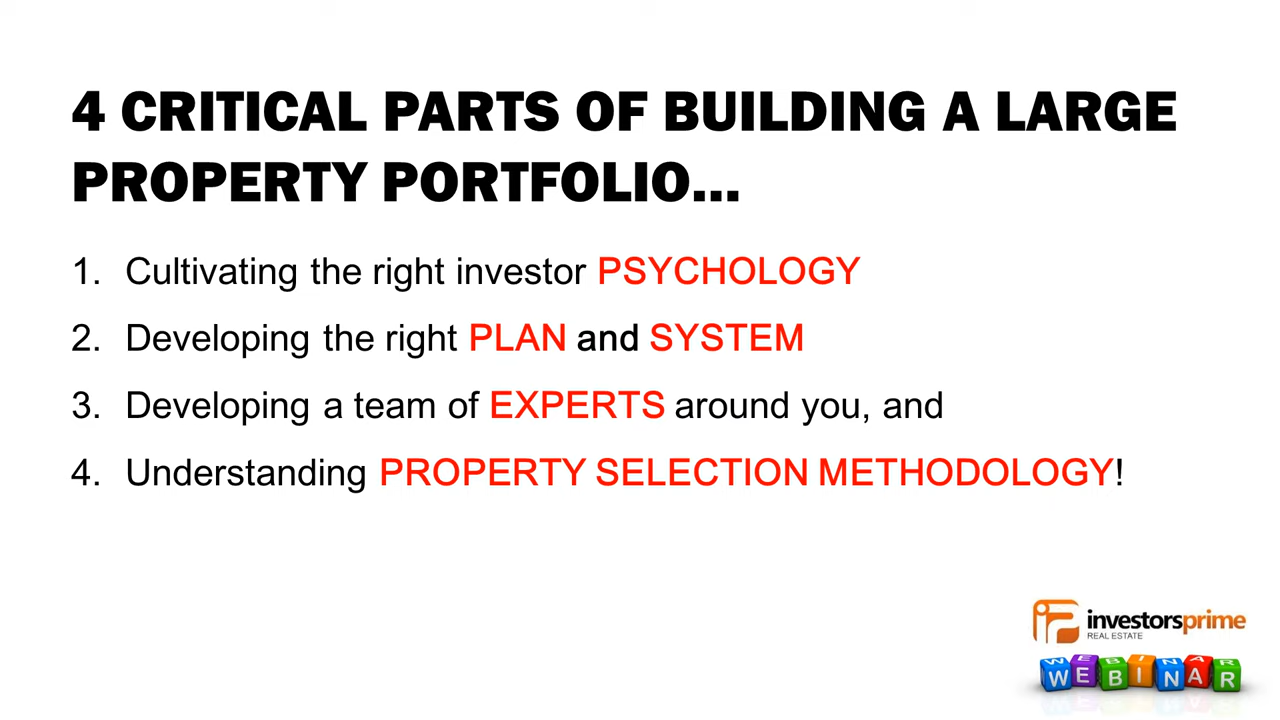 4 CRITICAL PARTS OF BUILDING A LARGE
PROPERTY PORTFOLIO...
1. Cultivating the right investor PSYCHOLOGY
2. Developing the right PLAN and SYSTEM
3. Developing a team of EXPERTS around you, and
4. Understanding PROPERTY SELECTION METHODOLOGY!
investorsprime
REAL ESTATE
WEBINAR